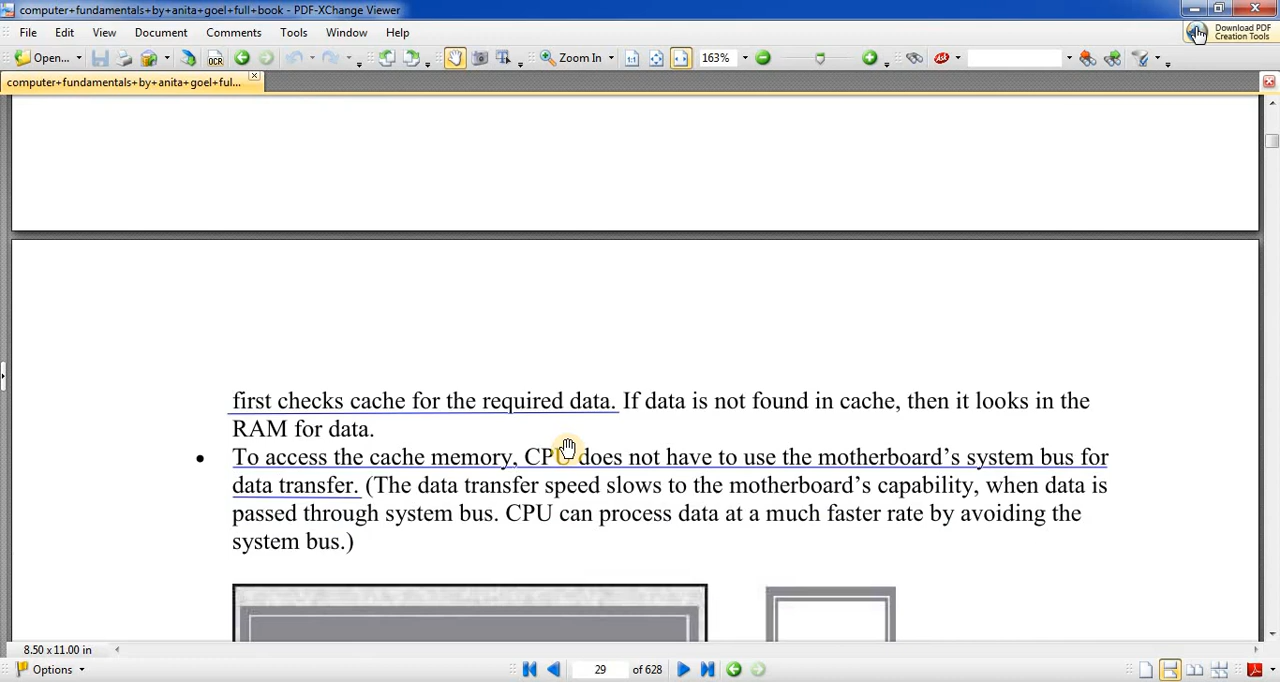 computer+fundamentals+by+anita+goel+full+book - PDF-XChange Viewer
File Edit View Document Comments Tools Window Help
Download PDF
Creation Tools
Open... OCR Zoom In 1:1 163%
computer+fundamentals+by+anita+goel+ful...
first checks cache for the required data. If data is not found in cache, then it looks in the
RAM for data.
• To access the cache memory, CPU does not have to use the motherboard’s system bus for
data transfer. (The data transfer speed slows to the motherboard’s capability, when data is
passed through system bus. CPU can process data at a much faster rate by avoiding the
system bus.)
8.50 x 11.00 in
Options 29 of 628